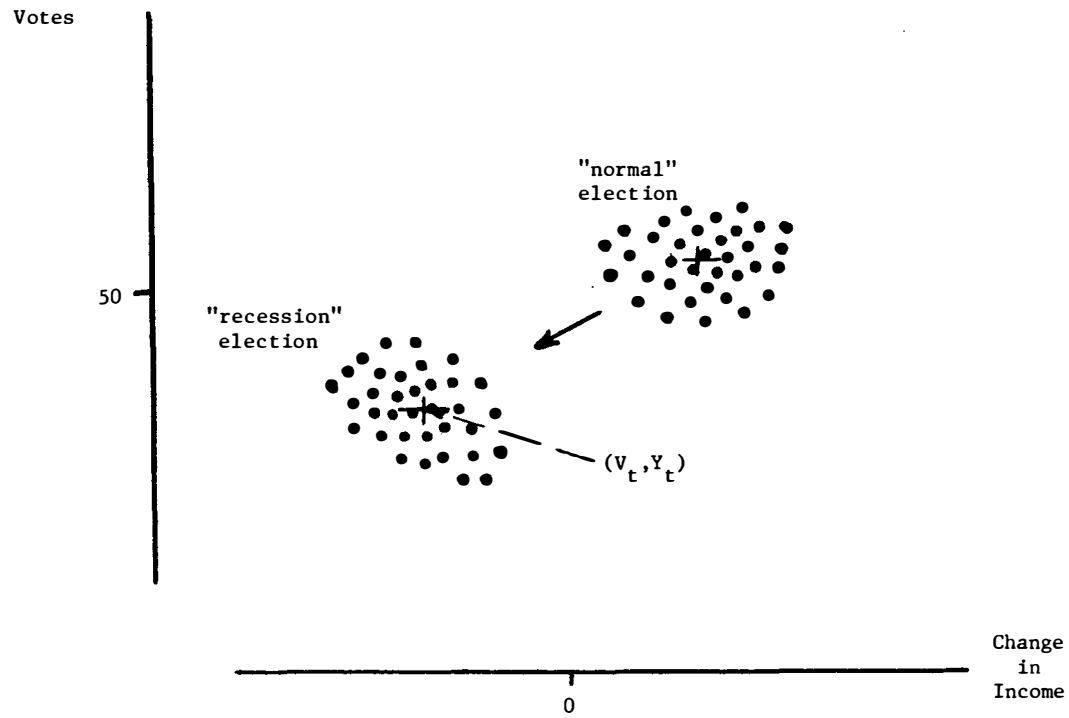 Votes
"normal"
election
50
"recession"
election
(V_t,Y_t)
Change
in
Income
0